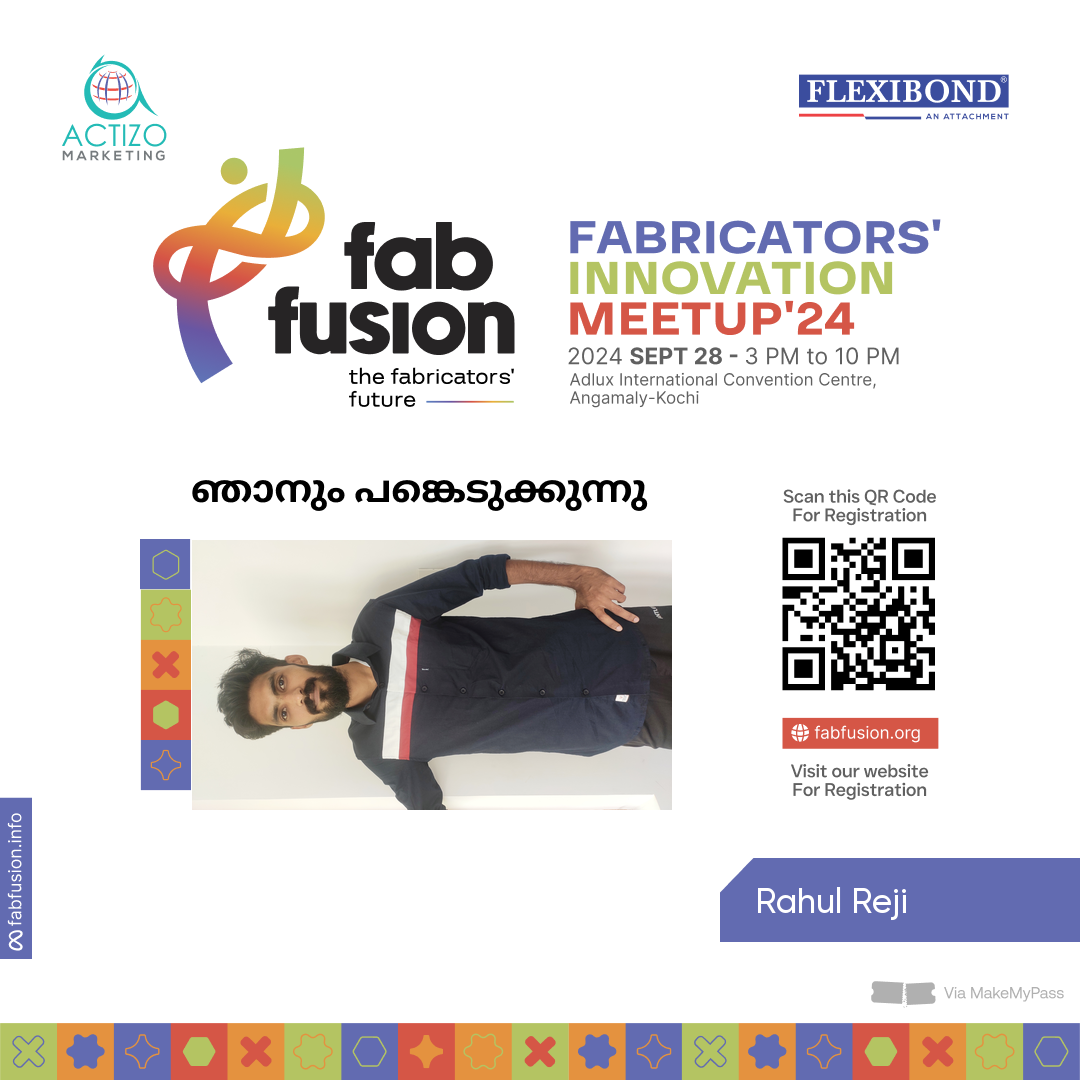 ACTIZO
MARKETING
FLEXIBOND®
AN ATTACHMENT
fab
fusion
the fabricators'
future
FABRICATORS'
INNOVATION
MEETUP'24
2024 SEPT 28 - 3 PM to 10 PM
Adlux International Convention Centre,
Angamaly-Kochi
ഞാനും പങ്കെടുക്കുന്നു
Scan this QR Code
For Registration
fabfusion.org
Visit our website
For Registration
fabfusion.info
Rahul Reji
Via MakeMyPass